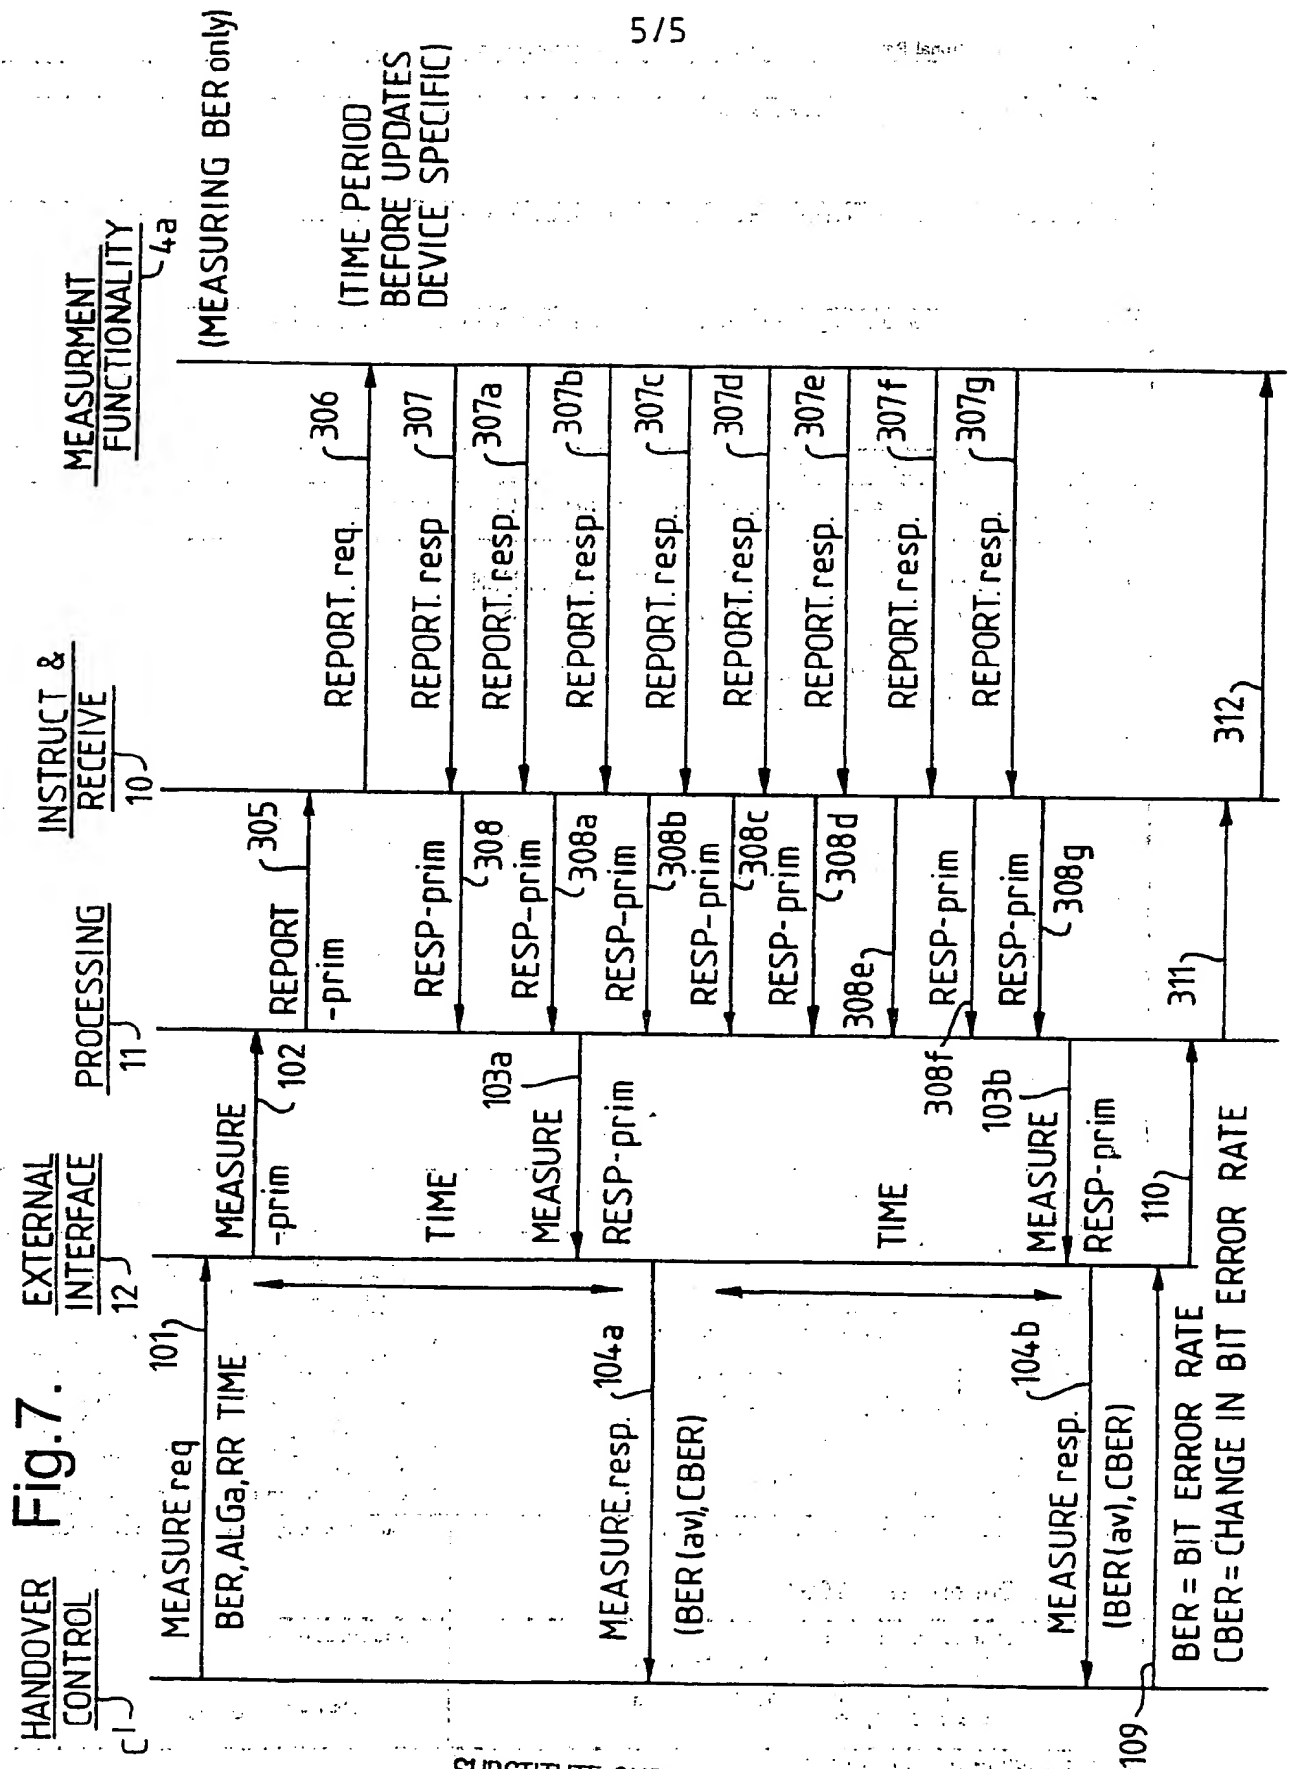 5/5
Fig.7.
HANDOVER
CONTROL
C'
EXTERNAL
INTERFACE
12
PROCESSING
11
INSTRUCT &
RECEIVE
10
MEASURMENT
FUNCTIONALITY
4a
(MEASURING BER only)
MEASURE req
101
BER,ALGa,RR TIME
MEASURE
-prim
102
REPORT
-prim
305
REPORT.req.
306
(TIME PERIOD
BEFORE UPDATES
DEVICE SPECIFIC)
TIME
REPORT.resp
307
RESP-prim
308
REPORT.resp.
307a
RESP-prim
308a
MEASURE
103a
RESP-prim
REPORT.resp.
307b
RESP-prim
308b
MEASURE.resp.
104a
(BER(av),CBER)
REPORT.resp.
307c
RESP-prim
308c
REPORT.resp.
307d
RESP-prim
308d
REPORT.resp.
307e
308e
TIME
REPORT.resp.
307f
RESP-prim
308f
REPORT.resp.
307g
RESP-prim
308g
MEASURE
103b
RESP-prim
MEASURE resp.
104b
(BER(av),CBER)
109
110
311
312
BER = BIT ERROR RATE
CBER = CHANGE IN BIT ERROR RATE